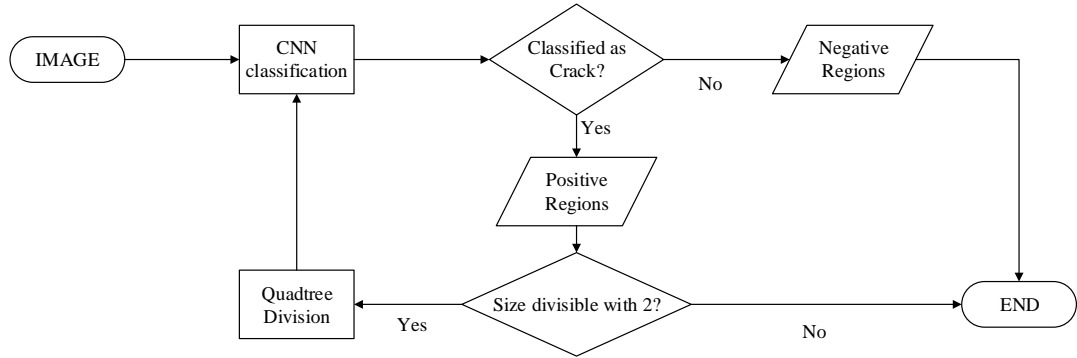 IMAGE
CNN
classification
Classified as
Crack?
No
Negative
Regions
Yes
Positive
Regions
Size divisible with 2?
Yes
Quadtree
Division
No
END